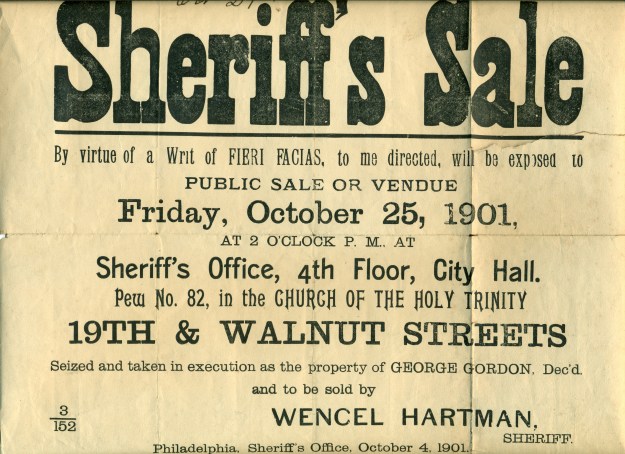 Sheriff's Sale
By virtue of a Writ of FIERI FACIAS, to me directed, will be exposed to
PUBLIC SALE OR VENDUE
Friday, October 25, 1901,
AT 2 O'CLOCK P. M., AT
Sheriff's Office, 4th Floor, City Hall.
Pew No. 82, in the CHURCH OF THE HOLY TRINITY
19TH & WALNUT STREETS
Seized and taken in execution as the property of GEORGE GORDON, Dec'd.
and to be sold by
3
152
WENCEL HARTMAN,
SHERIFF.
Philadelphia, Sheriff's Office, October 4, 1901.